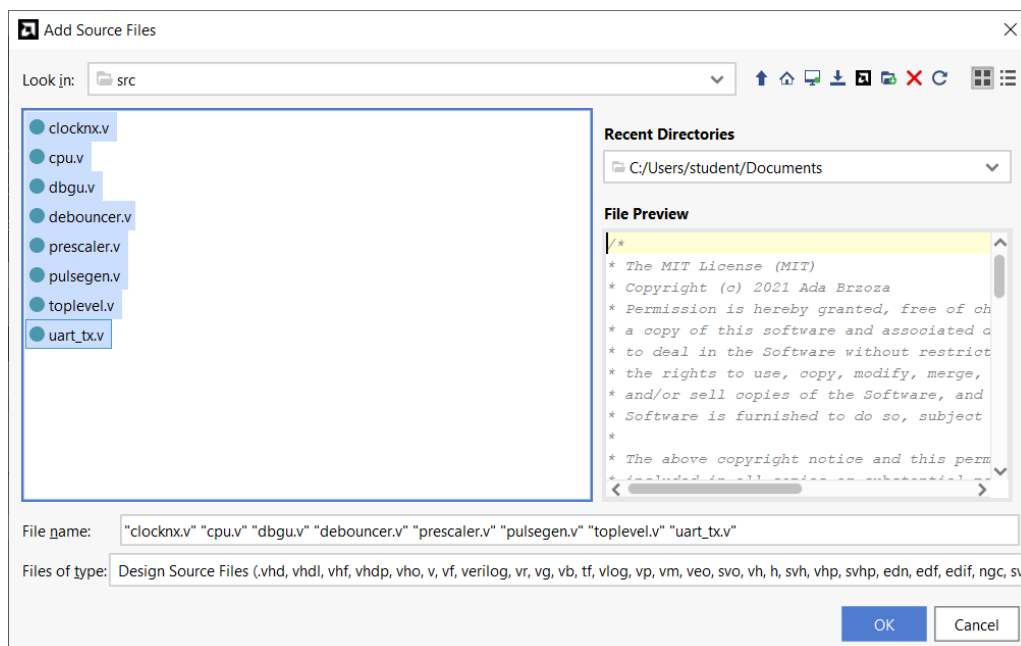 Add Source Files
Look in: src
clocknx.v
cpu.v
dbgu.v
debouncer.v
prescaler.v
pulsegen.v
toplevel.v
uart_tx.v
Recent Directories
C:/Users/student/Documents
File Preview
/*
* The MIT License (MIT)
* Copyright (c) 2021 Ada Brzoza
* Permission is hereby granted, free of ch
* a copy of this software and associated d
* to deal in the Software without restrict
* the rights to use, copy, modify, merge,
* and/or sell copies of the Software, and
* Software is furnished to do so, subject
*
* The above copyright notice and this perm
File name: "clocknx.v" "cpu.v" "dbgu.v" "debouncer.v" "prescaler.v" "pulsegen.v" "toplevel.v" "uart_tx.v"
Files of type: Design Source Files (.vhd, vhdl, vhf, vhdp, vho, v, vf, verilog, vr, vg, vb, tf, vlog, vp, vm, veo, svo, vh, h, svh, vhp, svhp, edn, edf, edif, ngc, sv
OK Cancel